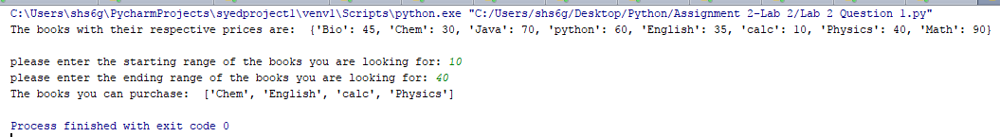 C:\Users\shs6g\PycharmProjects\syedproject1\venv1\Scripts\python.exe "C:/Users/shs6g/Desktop/Python/Assignment 2-Lab 2/Lab 2 Question 1.py"
The books with their respective prices are:  {'Bio': 45, 'Chem': 30, 'Java': 70, 'python': 60, 'English': 35, 'calc': 10, 'Physics': 40, 'Math': 90}
please enter the starting range of the books you are looking for: 10
please enter the ending range of the books you are looking for: 40
The books you can purchase:  ['Chem', 'English', 'calc', 'Physics']
Process finished with exit code 0